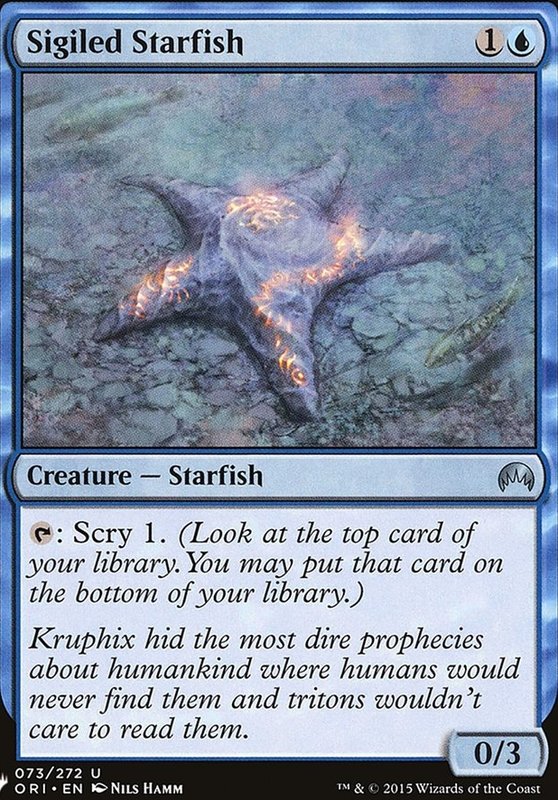 Sigiled Starfish 1
Creature — Starfish
: Scry 1. (Look at the top card of
your library. You may put that card on
the bottom of your library.)
Kruphix hid the most dire prophecies
about humankind where humans would
never find them and tritons wouldn't
care to read them.
0/3
073/272 U
ORI • EN NILS HAMM
™ & © 2015 Wizards of the Coast